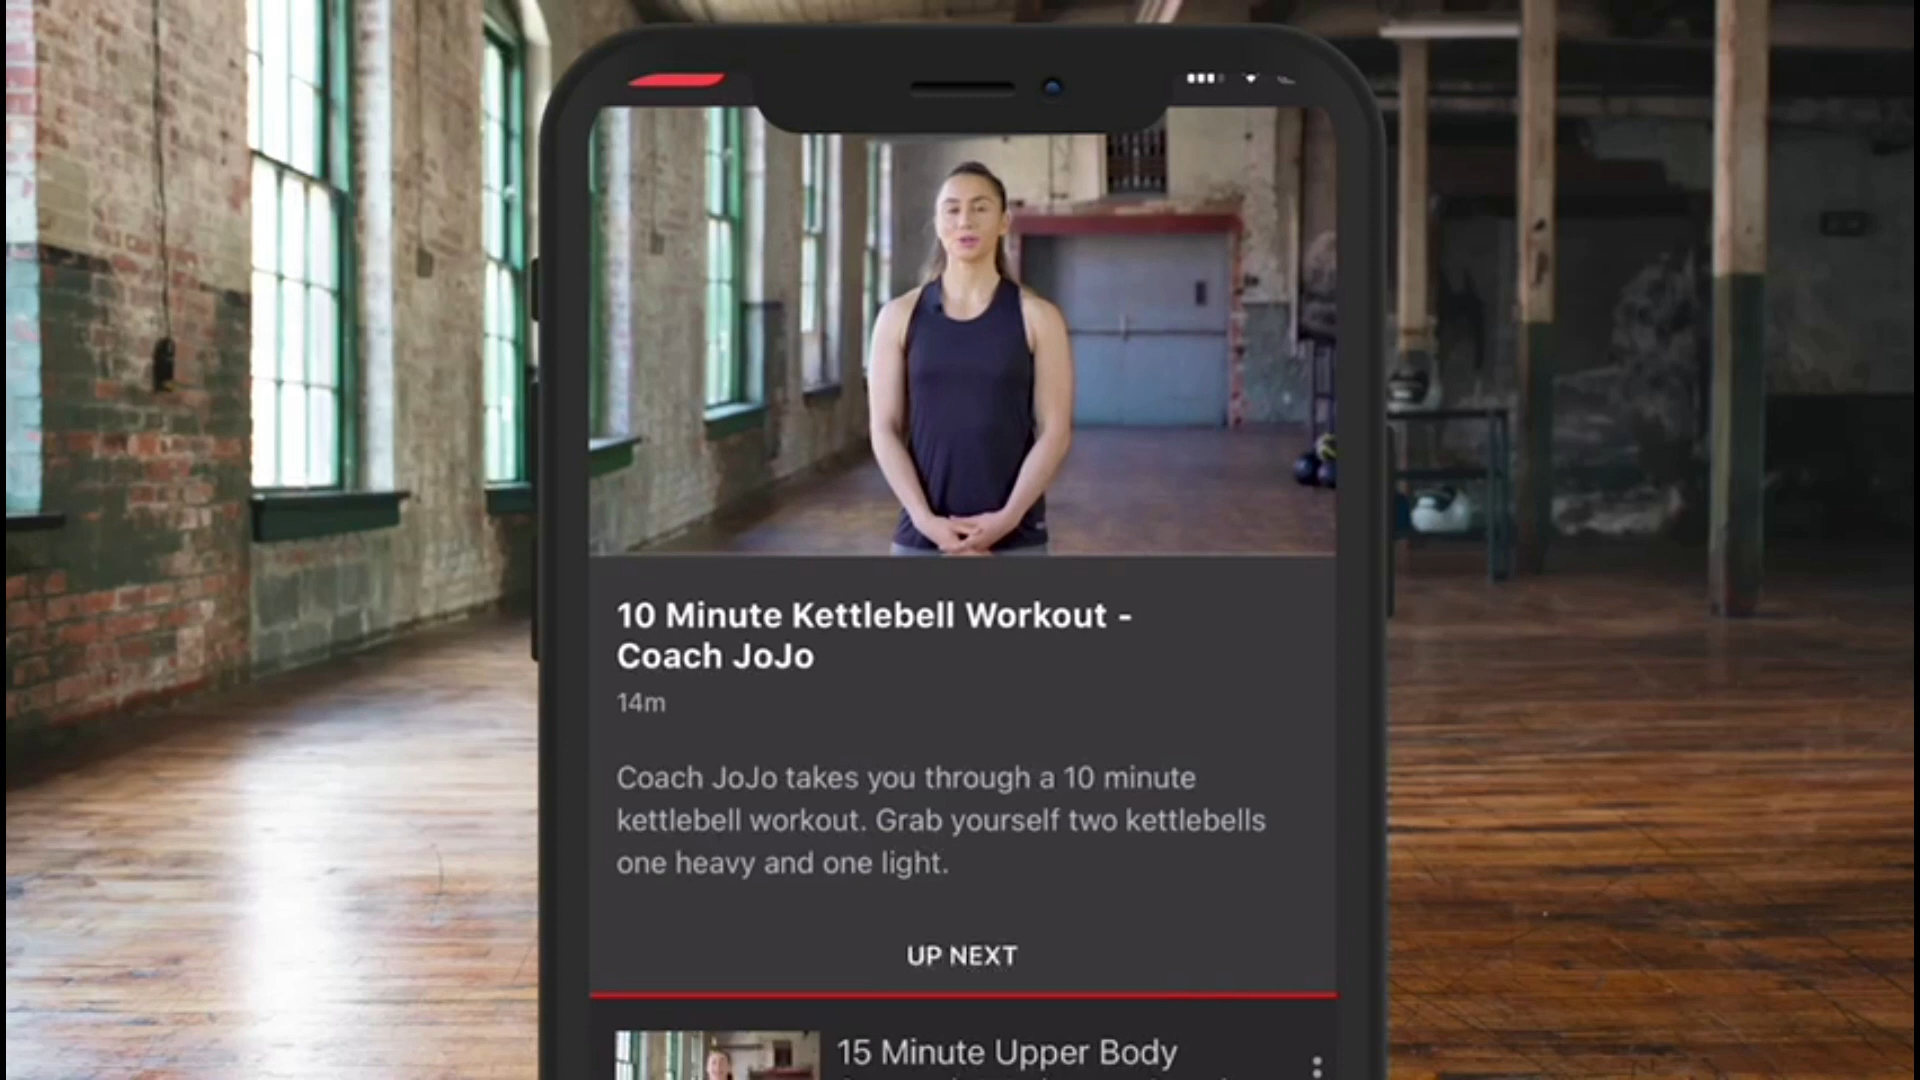 10 Minute Kettlebell Workout -
Coach JoJo
14m
Coach JoJo takes you through a 10 minute
kettlebell workout. Grab yourself two kettlebells
one heavy and one light.
UP NEXT
15 Minute Upper Body